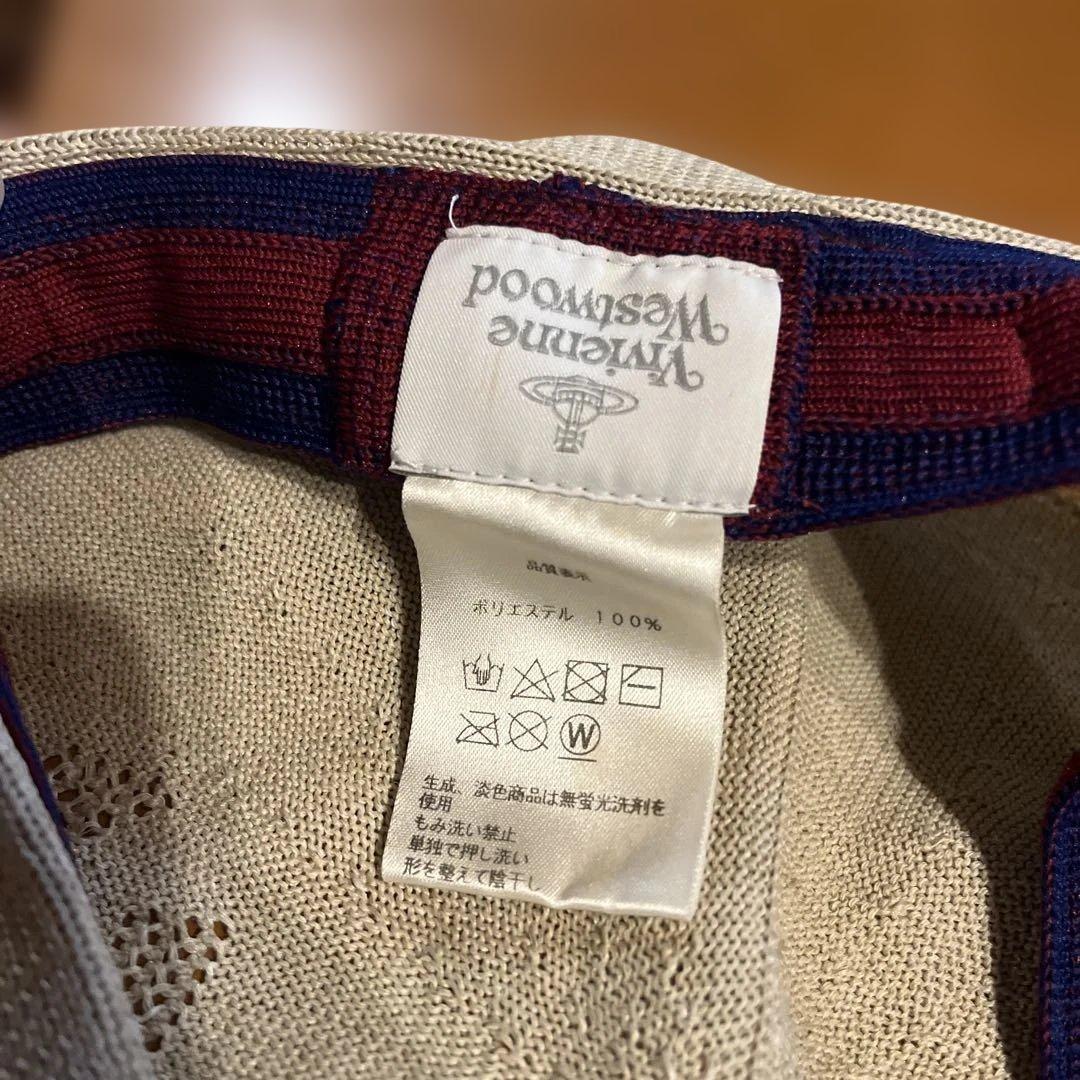 Vivienne
Westwood
品質表示
ポリエステル 100%
W
生成、淡色商品は無蛍光洗剤を
使用
もみ洗い禁止
単独で押し洗い
形を整えて陰干し